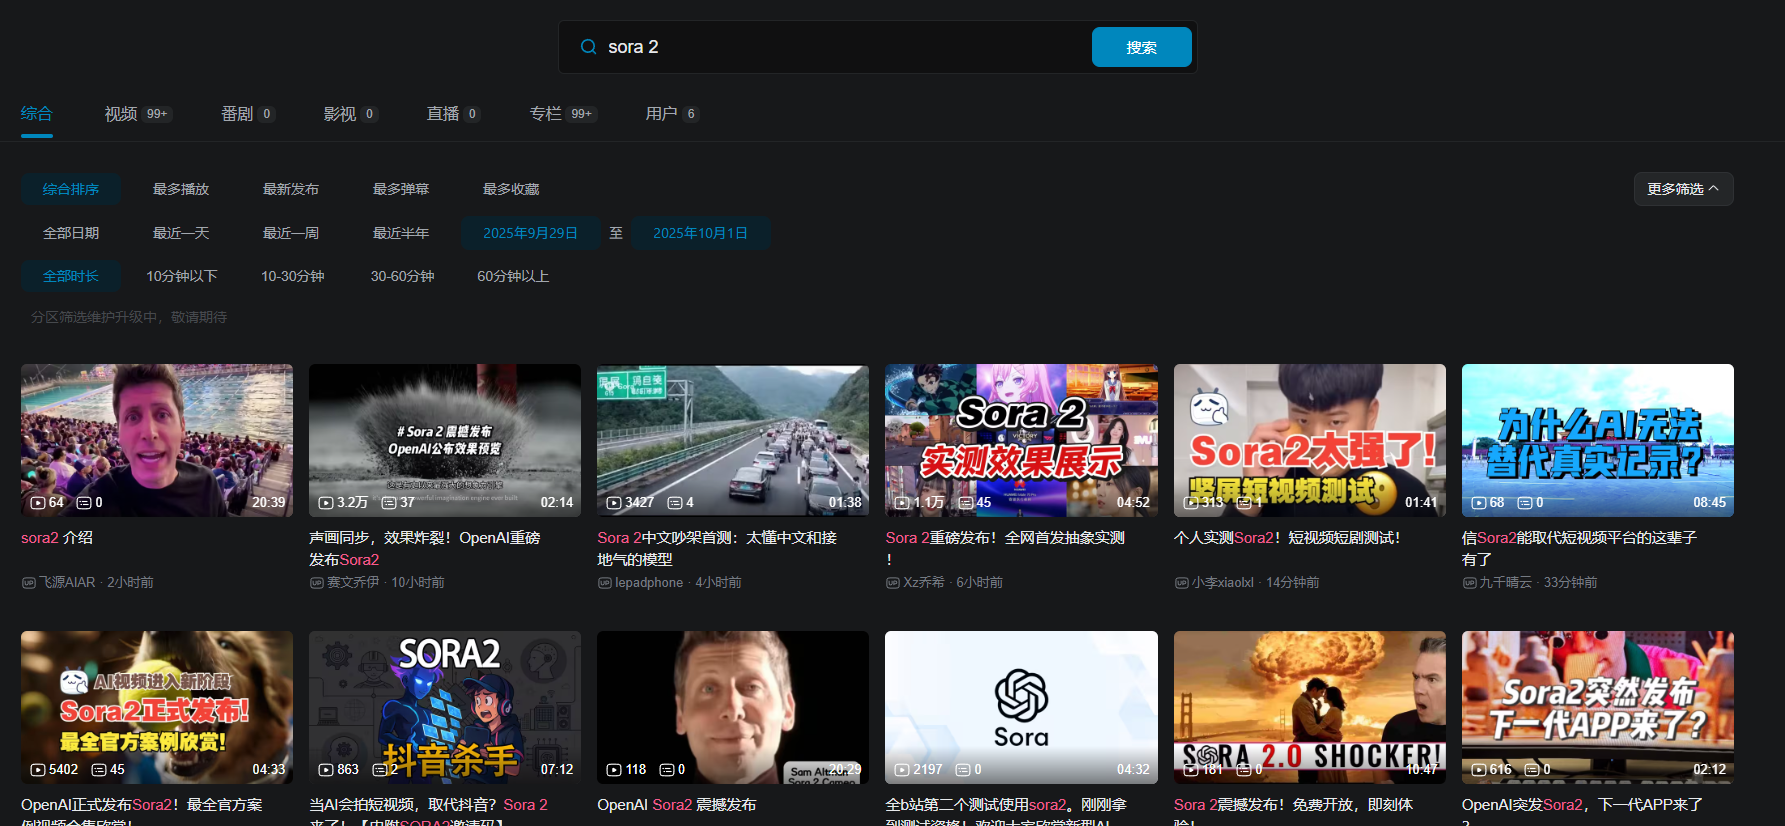 sora 2
搜索
综合
视频 99+
番剧 0
影视 0
直播 0
专栏 99+
用户 6
综合排序
最多播放
最新发布
最多弹幕
最多收藏
更多筛选
全部日期
最近一天
最近一周
最近半年
2025年9月29日 至 2025年10月1日
全部时长
10分钟以下
10-30分钟
30-60分钟
60分钟以上
分区筛选维护升级中，敬请期待
64 0 20:39
sora2 介绍
飞源AIAR · 2小时前
# Sora 2 震撼发布
OpenAI公布效果预览
3.2万 37 02:14
声画同步，效果炸裂！OpenAI重磅
发布Sora2
赛文乔伊 · 10小时前
3427 4 01:38
Sora 2中文吵架首测：太懂中文和接
地气的模型
lepadphone · 4小时前
Sora 2
实测效果展示
1.1万 45 04:52
Sora 2重磅发布！全网首发抽象实测
！
Xz乔希 · 6小时前
Sora2太强了!
竖屏短视频测试
313 1 01:41
个人实测Sora2！短视频短剧测试！
小李xiaolxl · 14分钟前
为什么AI无法
替代真实记录?
68 0 08:45
信Sora2能取代短视频平台的这辈子
有了
九千晴云 · 33分钟前
AI视频进入新阶段
Sora2正式发布!
最全官方案例欣赏!
5402 45 04:33
OpenAI正式发布Sora2！最全官方案
例视频合集欣赏！
SORA2
抖音杀手
863 2 07:12
当AI会拍短视频，取代抖音？Sora 2
来了！【内附SORA2邀请码】
Sora 2 Cameo
118 0 20:29
OpenAI Sora2 震撼发布
Sora
2197 0 04:32
全b站第二个测试使用sora2。刚刚拿
到测试资格！欢迎大家欣赏新型AI
SORA 2.0 SHOCKER!
181 0 10:47
Sora 2震撼发布！免费开放，即刻体
验！
Sora2突然发布
下一代APP来了?
616 0 02:12
OpenAI突发Sora2，下一代APP来了
?